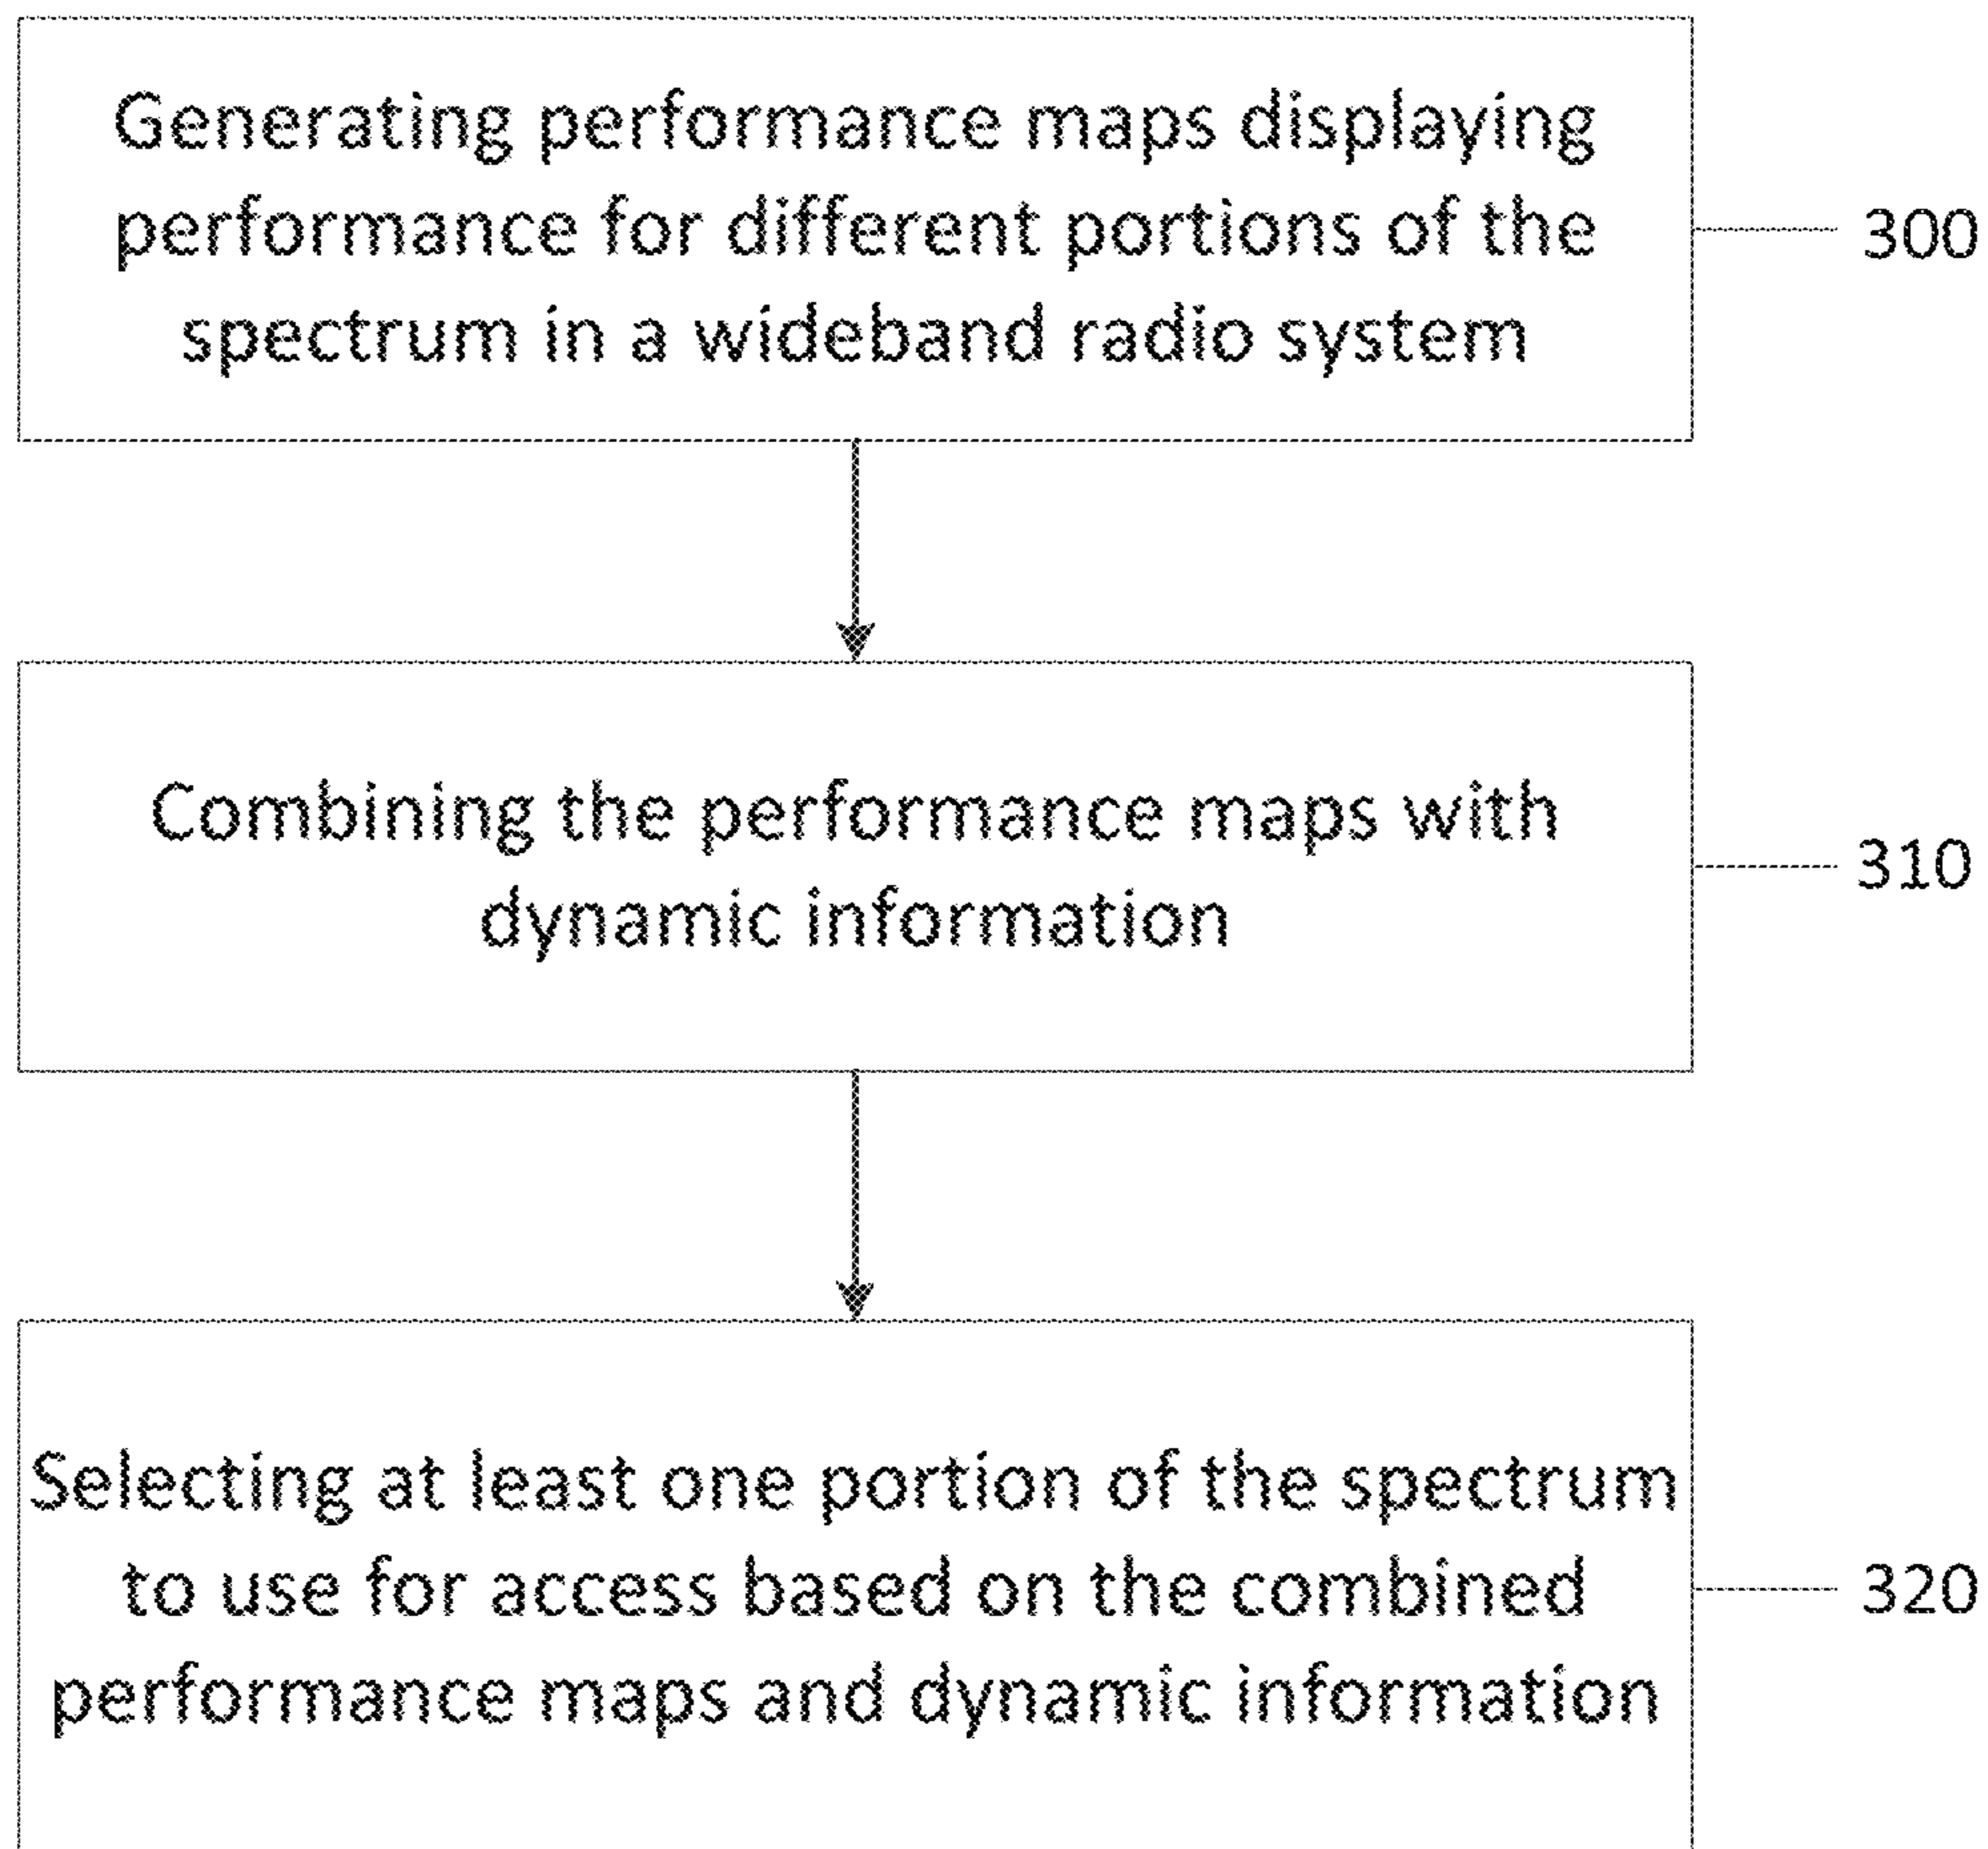 Generating performance maps displaying
performance for different portions of the
spectrum in a wideband radio system
300
Combining the performance maps with
dynamic information
310
Selecting at least one portion of the spectrum
to use for access based on the combined
performance maps and dynamic information
320